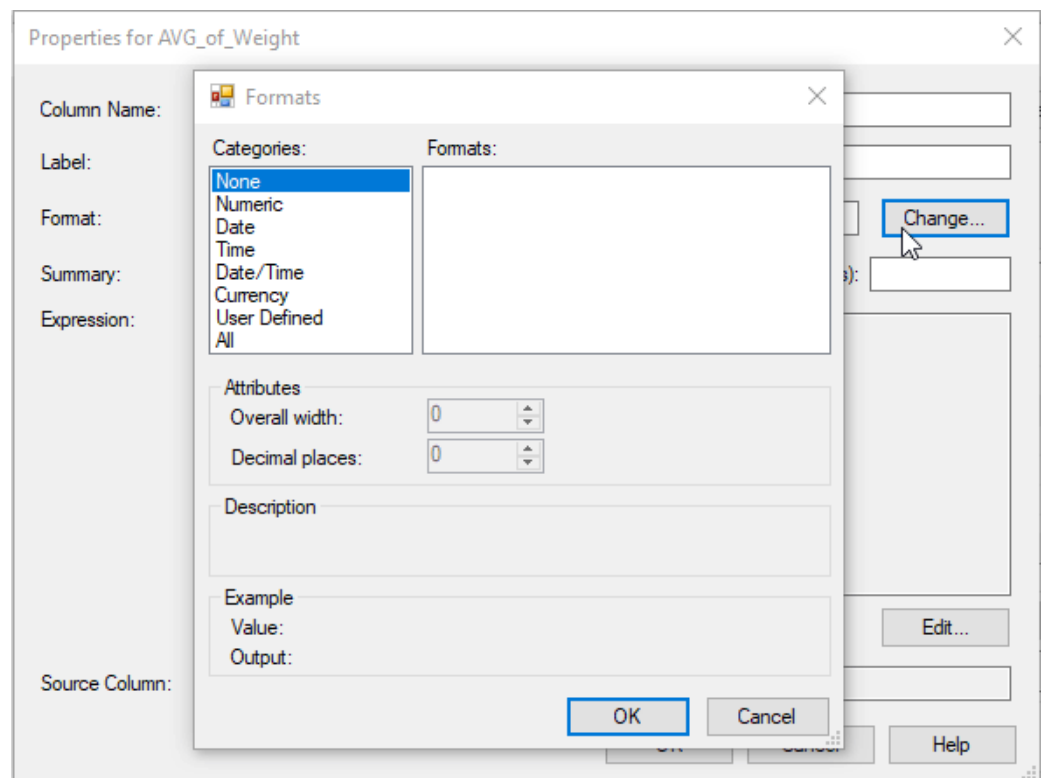 Properties for AVG_of_Weight
Formats
Column Name:
Categories:
Formats:
Label:
None
Numeric
Format:
Date
Change...
Time
Summary:
Date/Time
s):
Currency
Expression:
User Defined
All
Attributes
Overall width:
0
Decimal places:
0
Description
Example
Value:
Edit...
Output:
Source Column:
OK
Cancel
OK
Cancel
Help